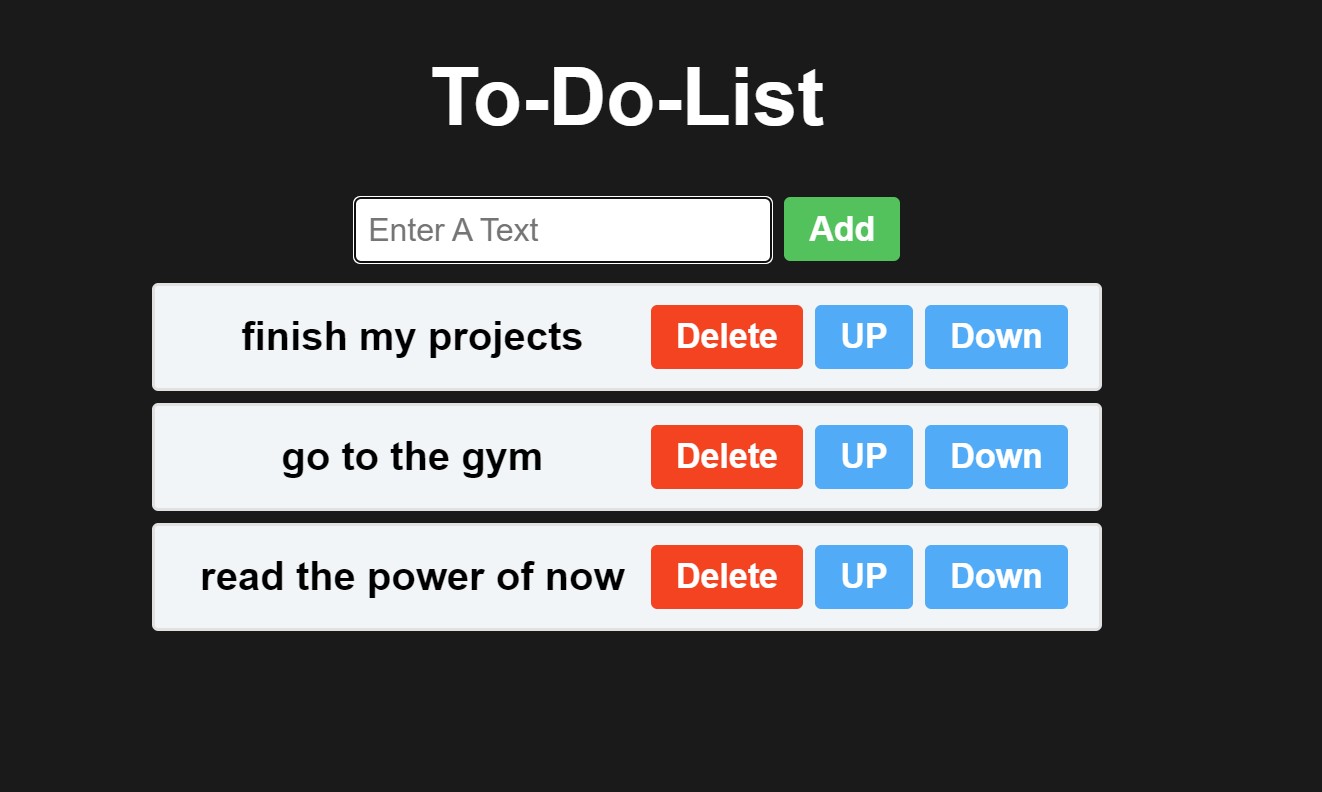 To-Do-List
Enter A Text Add
finish my projects Delete UP Down
go to the gym Delete UP Down
read the power of now Delete UP Down